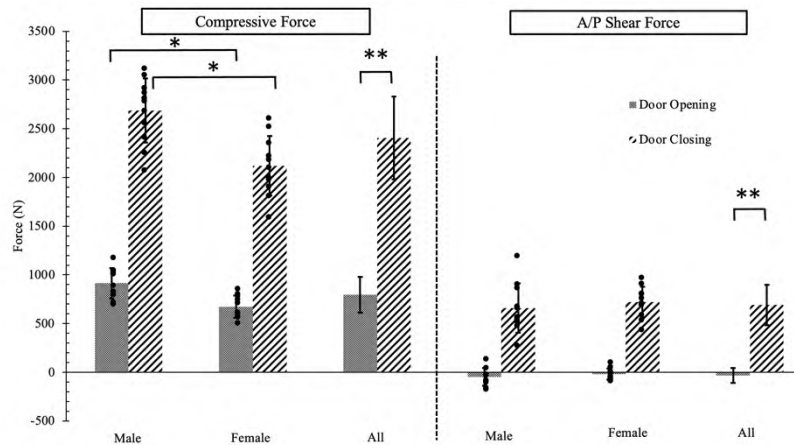 Compressive Force
A/P Shear Force
3500
3000
2500
2000
1500
1000
500
0
-500
Force (N)
*
*
**
**
Door Opening
Door Closing
Male
Female
All
Male
Female
All